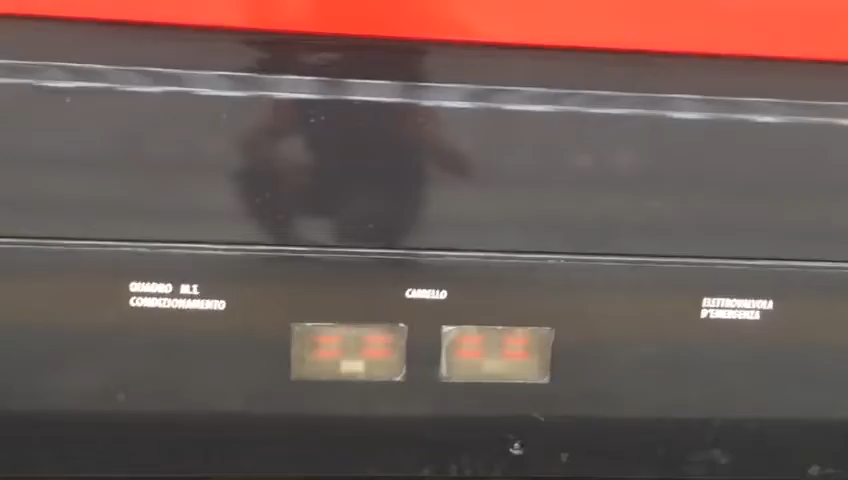 QUADRO M.T.
CONDIZIONAMENTO
CARRELLO
ELETTROVALVOLA
D'EMERGENZA